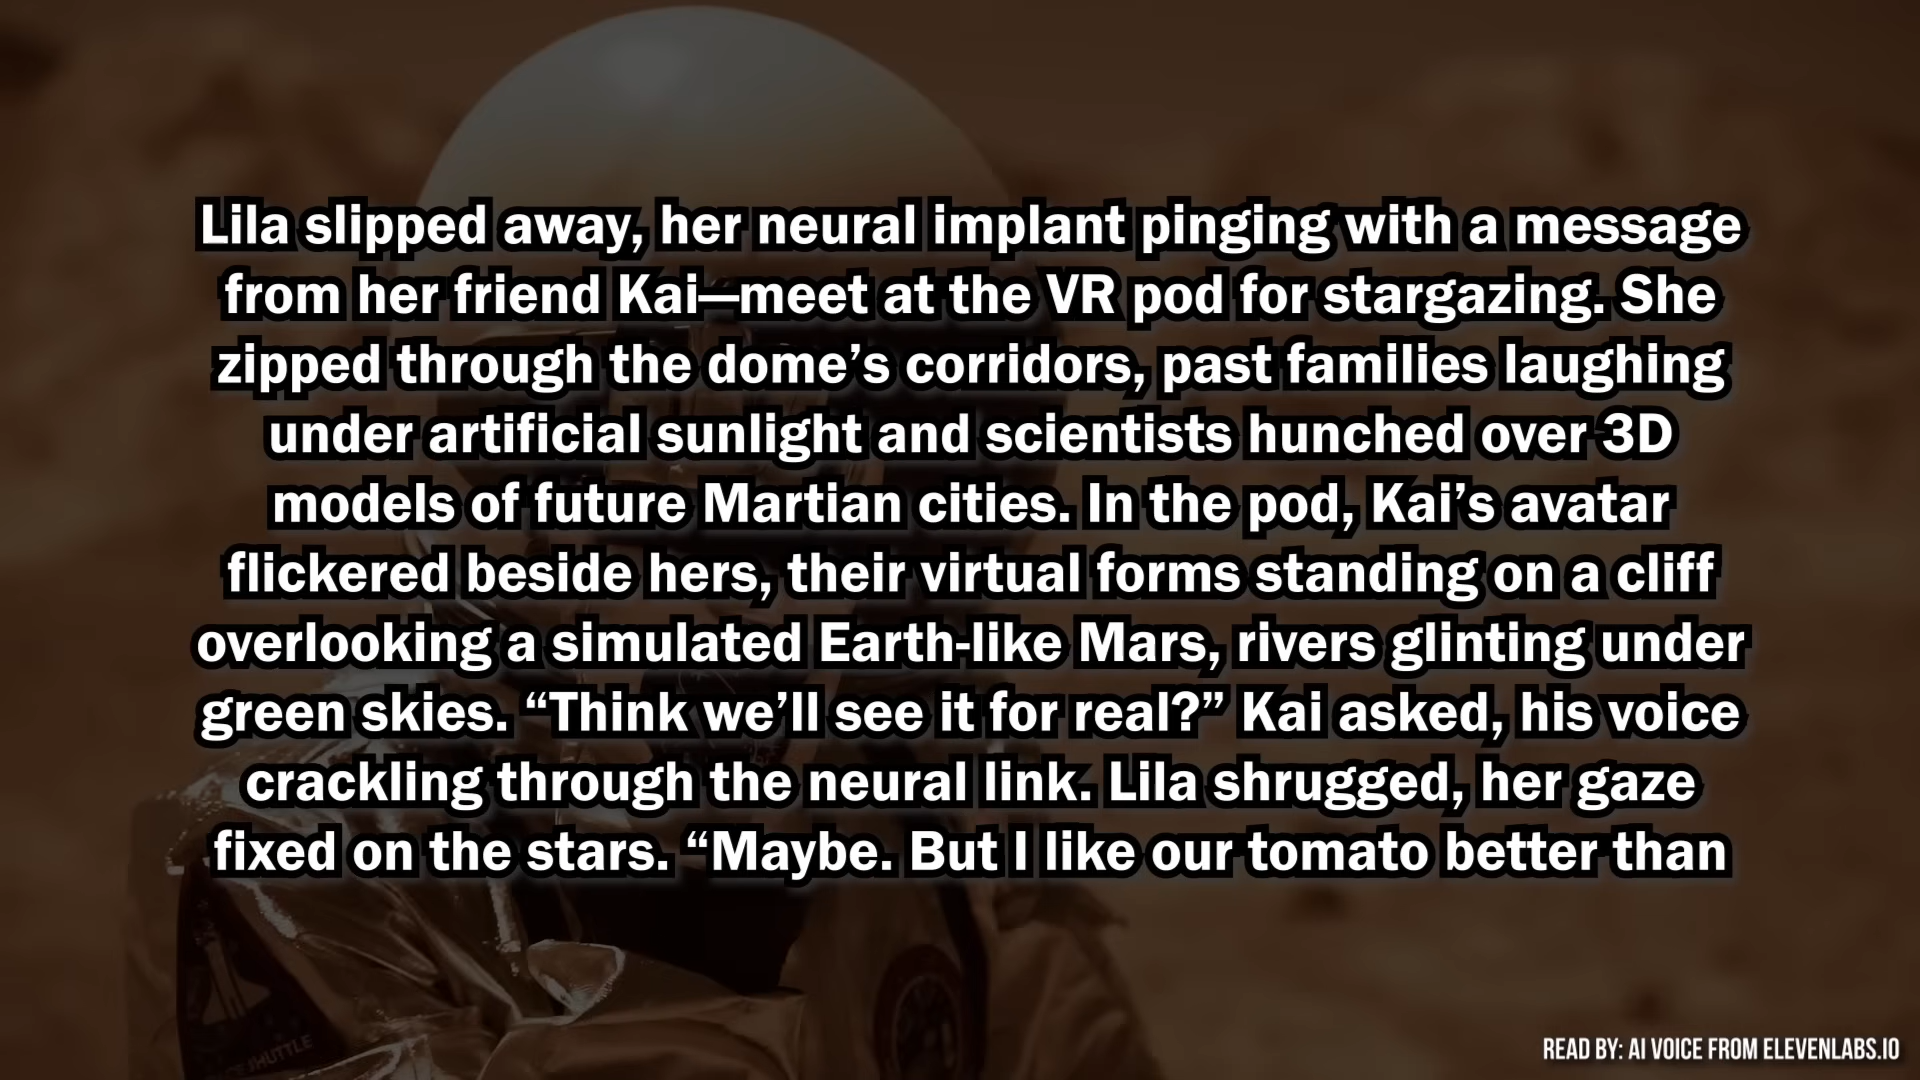 Lila slipped away, her neural implant pinging with a message
from her friend Kai—meet at the VR pod for stargazing. She
zipped through the dome’s corridors, past families laughing
under artificial sunlight and scientists hunched over 3D
models of future Martian cities. In the pod, Kai’s avatar
flickered beside hers, their virtual forms standing on a cliff
overlooking a simulated Earth-like Mars, rivers glinting under
green skies. “Think we’ll see it for real?” Kai asked, his voice
crackling through the neural link. Lila shrugged, her gaze
fixed on the stars. “Maybe. But I like our tomato better than
SHUTTLE
READ BY: AI VOICE FROM ELEVENLABS.IO